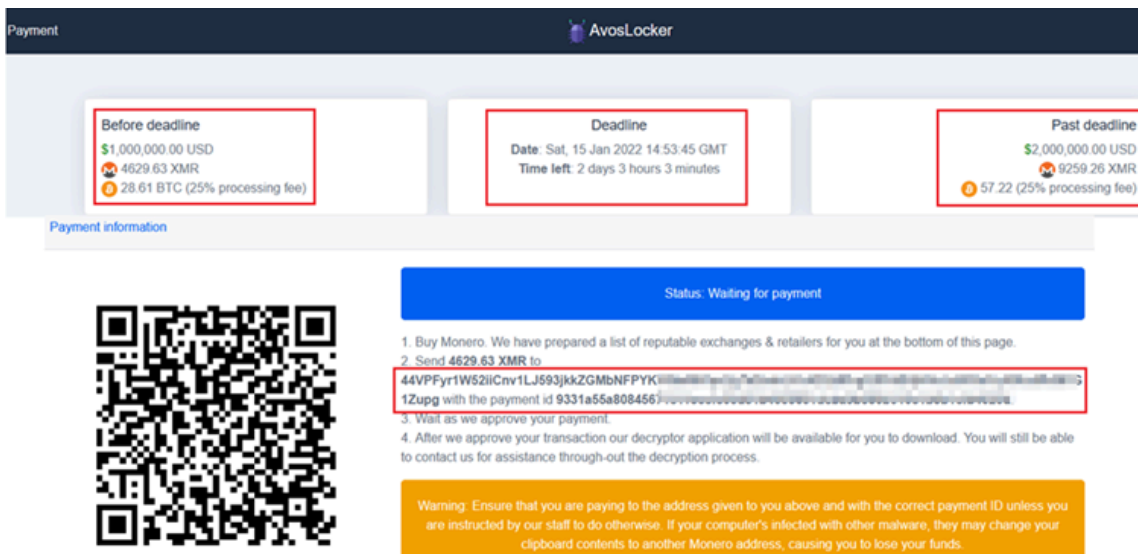 Payment
AvosLocker
Before deadline
$1,000,000.00 USD
4629.63 XMR
28.61 BTC (25% processing fee)
Deadline
Date: Sat, 15 Jan 2022 14:53:45 GMT
Time left: 2 days 3 hours 3 minutes
Past deadline
$2,000,000.00 USD
9259.26 XMR
57.22 (25% processing fee)
Payment information
Status: Waiting for payment
1. Buy Monero. We have prepared a list of reputable exchanges & retailers for you at the bottom of this page.
2. Send 4629.63 XMR to
44VPFyr1W52iiCnv1LJ593jkkZGMbNFPYK
1Zupg with the payment id 9331a55a808456
3. Wait as we approve your payment.
4. After we approve your transaction our decryptor application will be available for you to download. You will still be able
to contact us for assistance through-out the decryption process.
Warning: Ensure that you are paying to the address given to you above and with the correct payment ID unless you
are instructed by our staff to do otherwise. If your computer's infected with other malware, they may change your
clipboard contents to another Monero address, causing you to lose your funds.